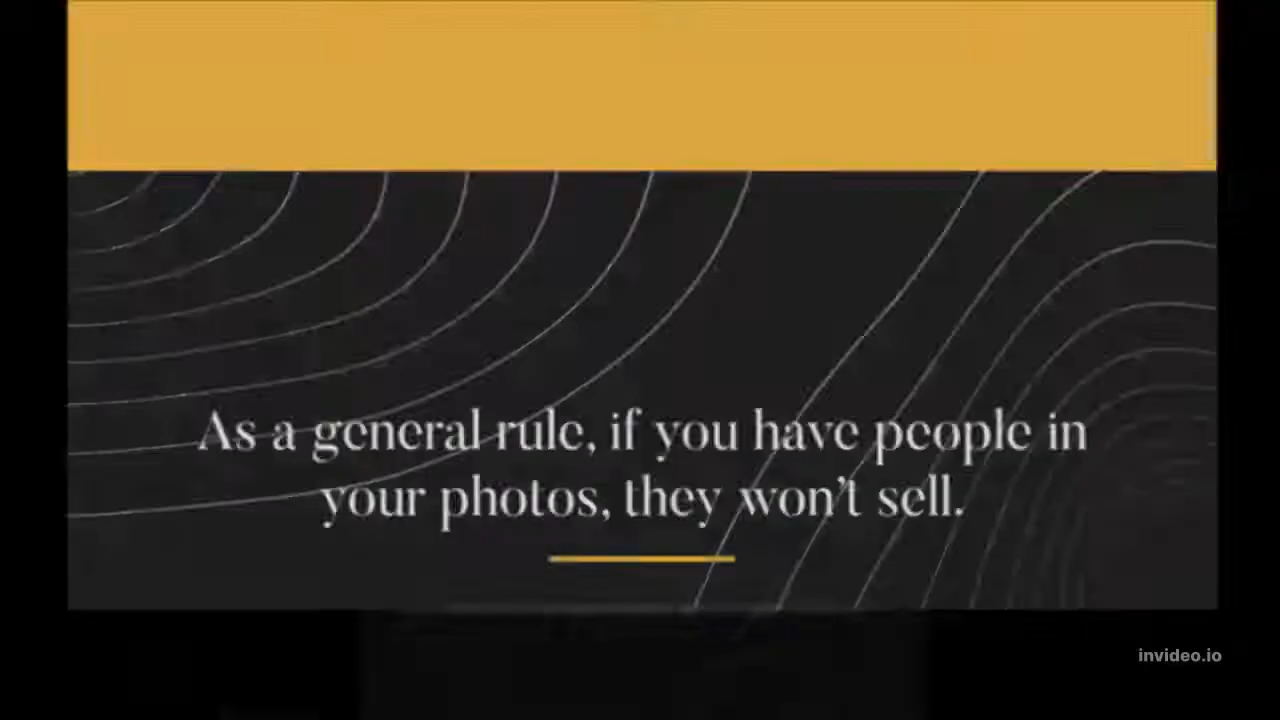 As a general rule, if you have people in
your photos, they won't sell.
invideo.io